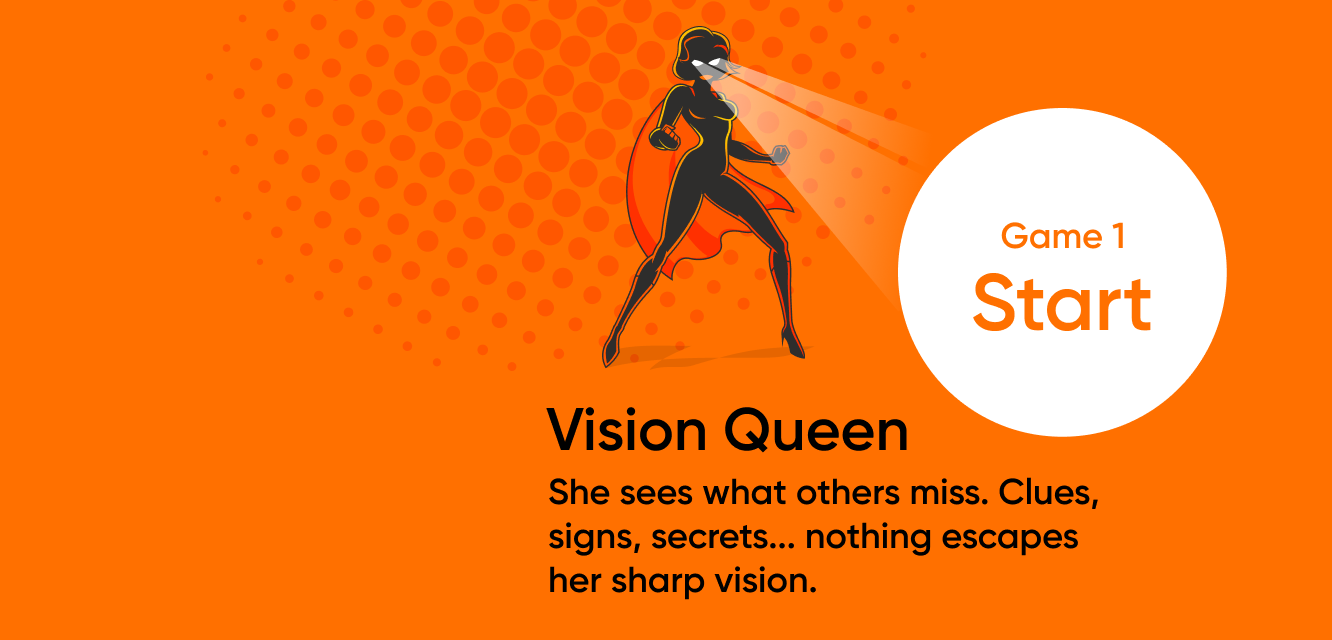 Game 1
Start
Vision Queen
She sees what others miss. Clues,
signs, secrets... nothing escapes
her sharp vision.